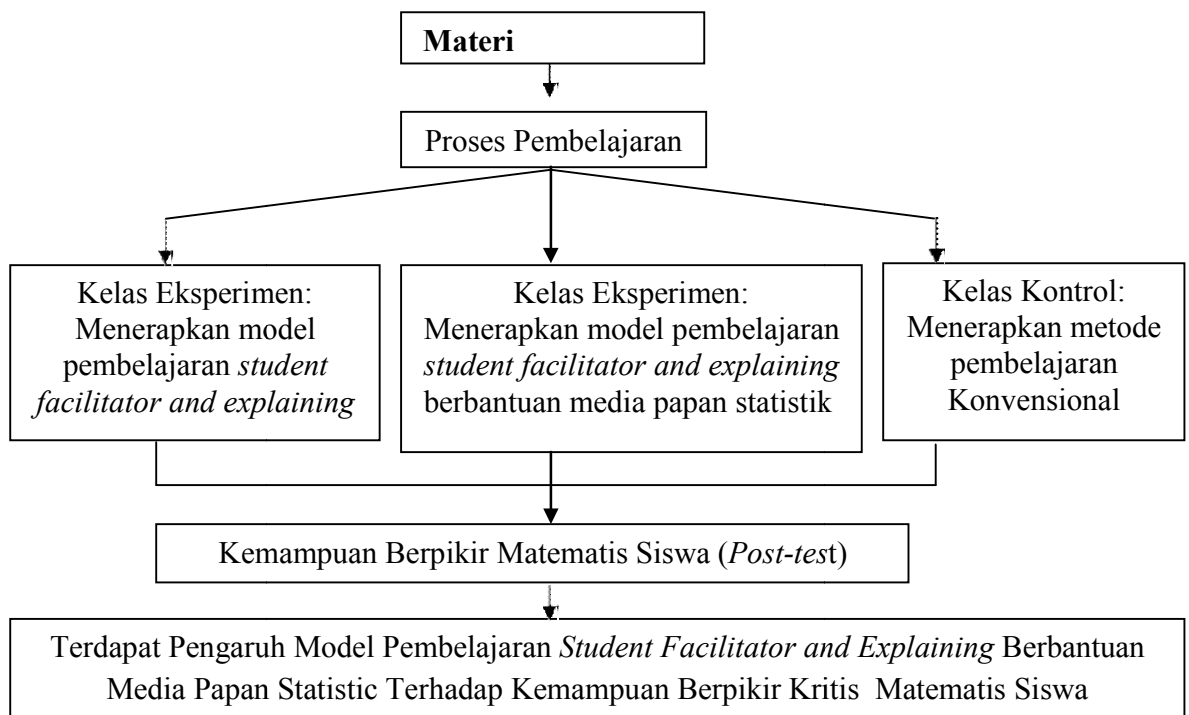 Materi
Proses Pembelajaran
Kelas Eksperimen:
Menerapkan model
pembelajaran student
facilitator and explaining
Kelas Eksperimen:
Menerapkan model pembelajaran
student facilitator and explaining
berbantuan media papan statistik
Kelas Kontrol:
Menerapkan metode
pembelajaran
Konvensional
Kemampuan Berpikir Matematis Siswa (Post-test)
Terdapat Pengaruh Model Pembelajaran Student Facilitator and Explaining Berbantuan
Media Papan Statistic Terhadap Kemampuan Berpikir Kritis Matematis Siswa